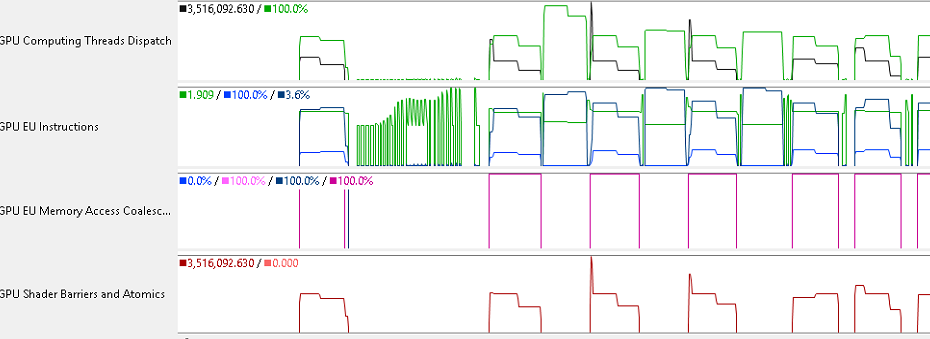 3,516,092.630 / 100.0%
GPU Computing Threads Dispatch
1.909 / 100.0% / 3.6%
GPU EU Instructions
0.0% / 100.0% / 100.0% / 100.0%
GPU EU Memory Access Coalesc...
3,516,092.630 / 0.000
GPU Shader Barriers and Atomics